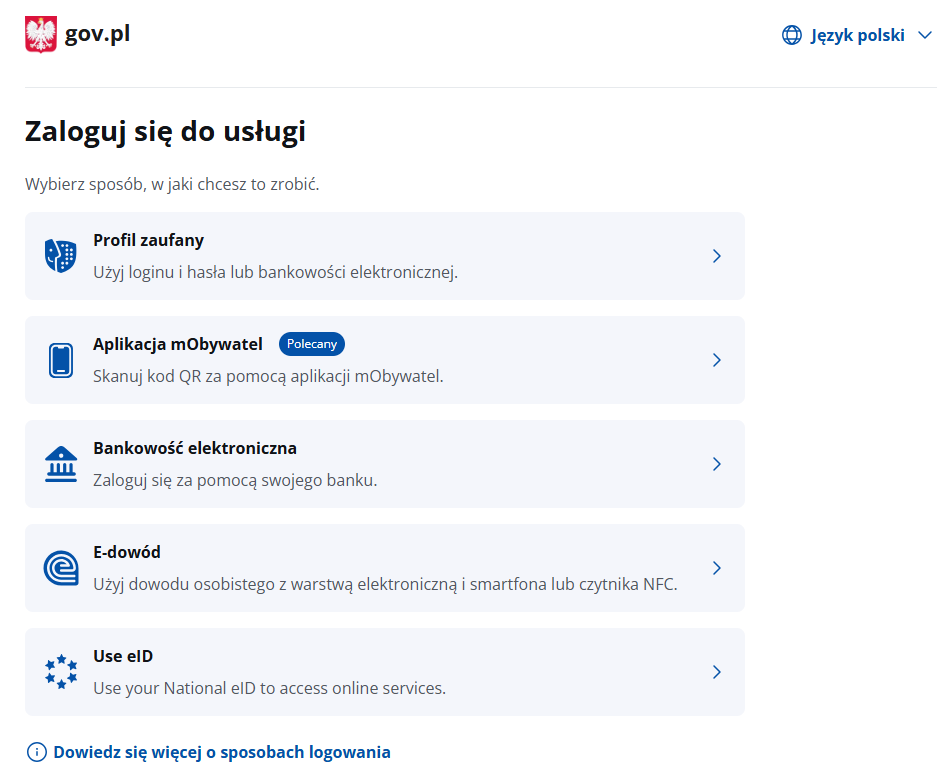 gov.pl
Język polski
Zaloguj się do usługi
Wybierz sposób, w jaki chcesz to zrobić.
Profil zaufany
Użyj loginu i hasła lub bankowości elektronicznej.
Aplikacja mObywatel Polecany
Skanuj kod QR za pomocą aplikacji mObywatel.
Bankowość elektroniczna
Zaloguj się za pomocą swojego banku.
E-dowód
Użyj dowodu osobistego z warstwą elektroniczną i smartfona lub czytnika NFC.
Use eID
Use your National eID to access online services.
Dowiedz się więcej o sposobach logowania